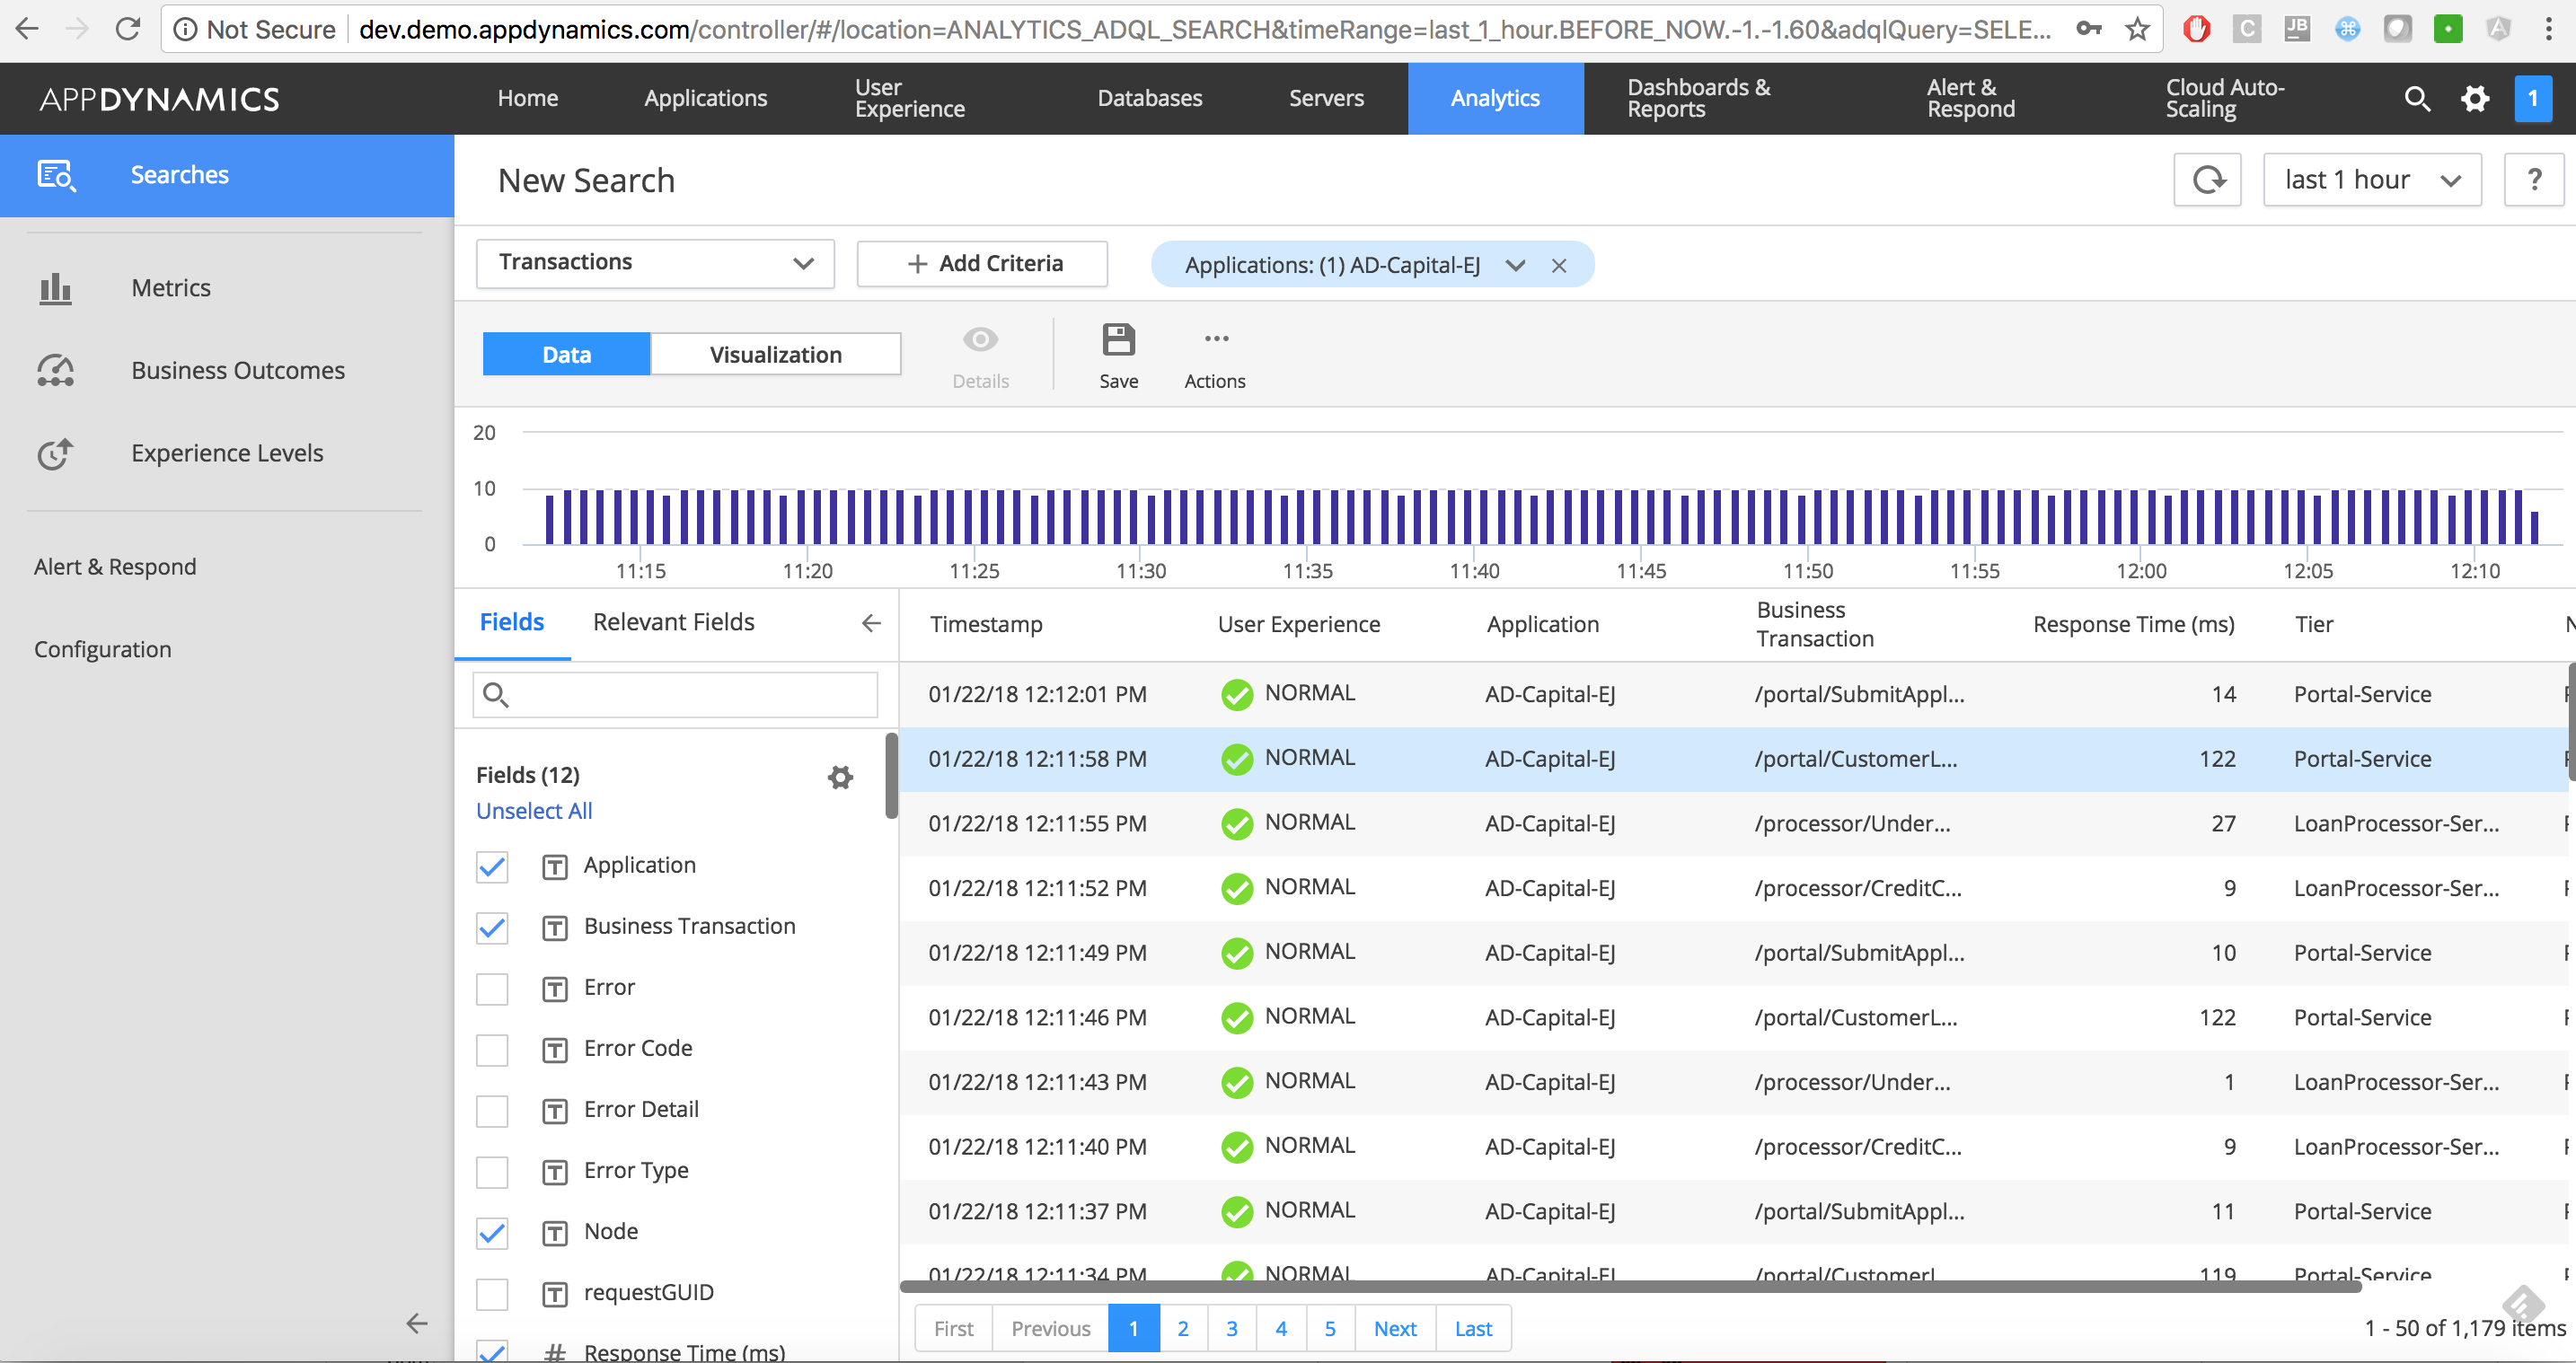 Not Secure dev.demo.appdynamics.com/controller/#/location=ANALYTICS_ADQL_SEARCH&timeRange=last_1_hour.BEFORE_NOW.-1.-1.60&adqlQuery=SELE...
C JB
APPDYNAMICS Home Applications User Experience Databases Servers Analytics Dashboards & Reports Alert & Respond Cloud Auto-Scaling 1
Searches
Metrics
Business Outcomes
Experience Levels
Alert & Respond
Configuration
New Search last 1 hour ?
Transactions + Add Criteria Applications: (1) AD-Capital-EJ
Data Visualization Details Save Actions
20
10
0
11:15 11:20 11:25 11:30 11:35 11:40 11:45 11:50 11:55 12:00 12:05 12:10
Fields Relevant Fields
Fields (12)
Unselect All
T Application
T Business Transaction
T Error
T Error Code
T Error Detail
T Error Type
T Node
T requestGUID
# Response Time (ms)
Timestamp User Experience Application Business Transaction Response Time (ms) Tier
01/22/18 12:12:01 PM NORMAL AD-Capital-EJ /portal/SubmitAppl... 14 Portal-Service
01/22/18 12:11:58 PM NORMAL AD-Capital-EJ /portal/CustomerL... 122 Portal-Service
01/22/18 12:11:55 PM NORMAL AD-Capital-EJ /processor/Under... 27 LoanProcessor-Ser...
01/22/18 12:11:52 PM NORMAL AD-Capital-EJ /processor/CreditC... 9 LoanProcessor-Ser...
01/22/18 12:11:49 PM NORMAL AD-Capital-EJ /portal/SubmitAppl... 10 Portal-Service
01/22/18 12:11:46 PM NORMAL AD-Capital-EJ /portal/CustomerL... 122 Portal-Service
01/22/18 12:11:43 PM NORMAL AD-Capital-EJ /processor/Under... 1 LoanProcessor-Ser...
01/22/18 12:11:40 PM NORMAL AD-Capital-EJ /processor/CreditC... 9 LoanProcessor-Ser...
01/22/18 12:11:37 PM NORMAL AD-Capital-EJ /portal/SubmitAppl... 11 Portal-Service
01/22/18 12:11:34 PM NORMAL AD-Capital-EJ /portal/CustomerL 119 Portal-Service
First Previous 1 2 3 4 5 Next Last
1 - 50 of 1,179 items